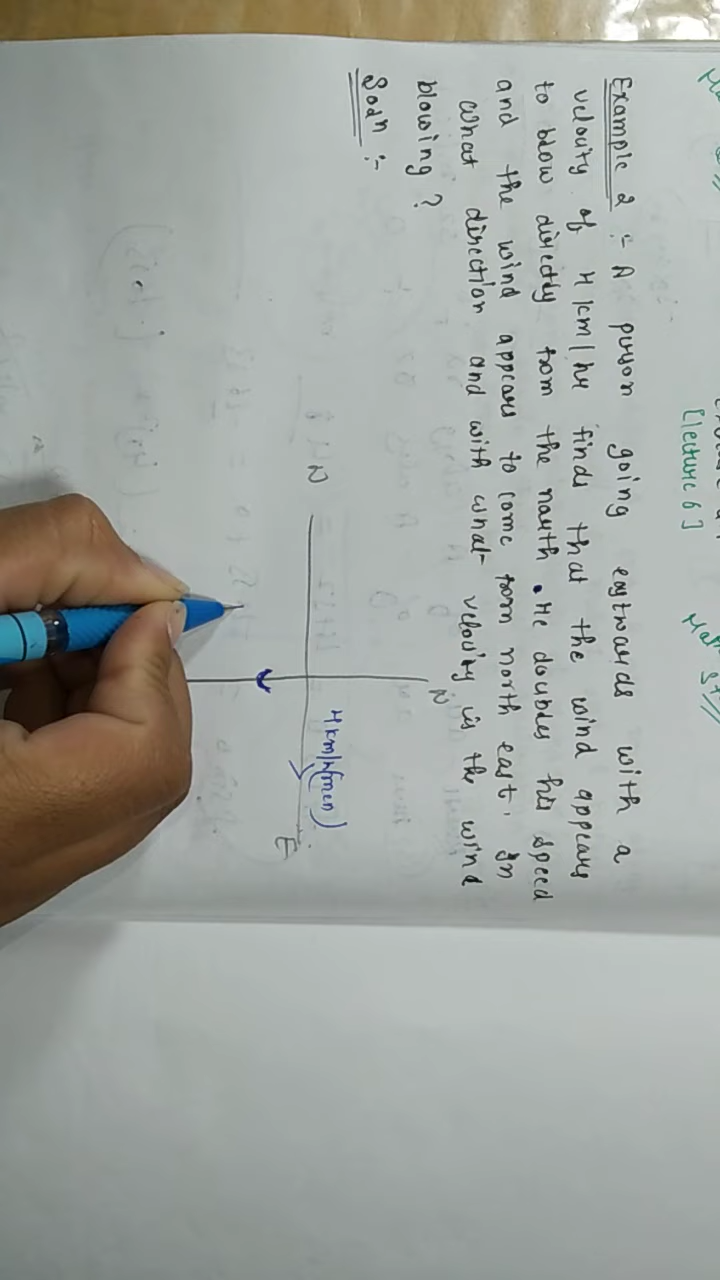 [lecture 6]
Example 2 :- A person going eastwards with a
velocity of 4 km/hr finds that the wind appears
to blow directly from the north. He doubles his speed
and the wind appears to come from north east. In
what direction and with what velocity is the wind
blowing ?
Soln :-
N
4 km/h (men)
W
E